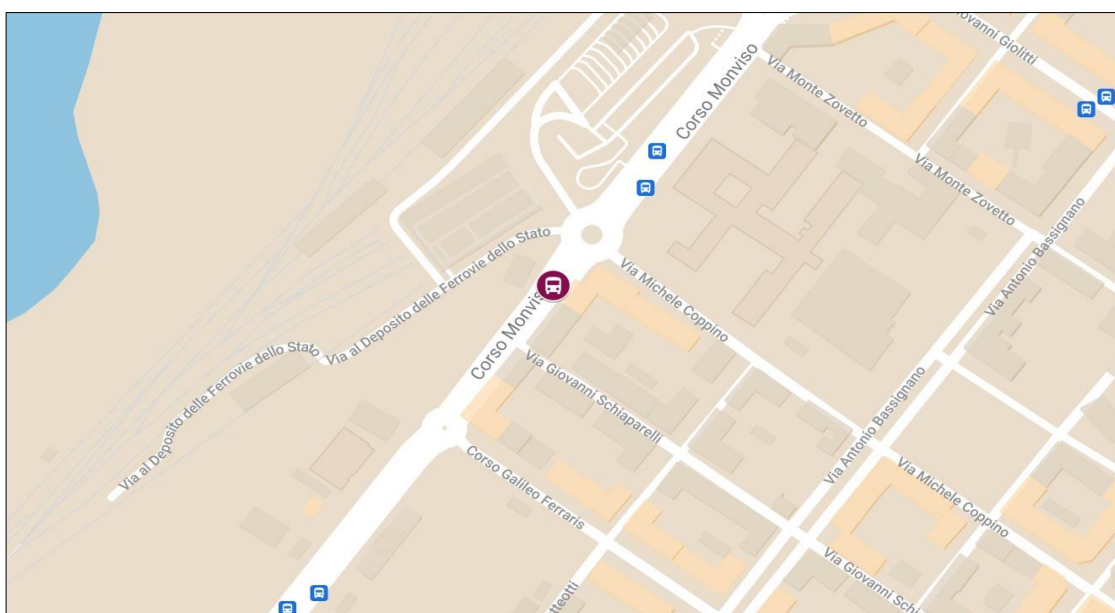 ovanni Giolitti
Corso Monviso
Via Monte Zovetto
Via Monte Zovetto
Via Antonio Bassignano
Via al Deposito delle Ferrovie dello Stato
Via Michele Coppino
Corso Monvis
Via al Deposito delle Ferrovie dello Stato
Via Giovanni Schiaparelli
Via Antonio Bassignano
Corso Galileo Ferraris
Via Michele Coppino
Via Giovanni Schi
tteotti